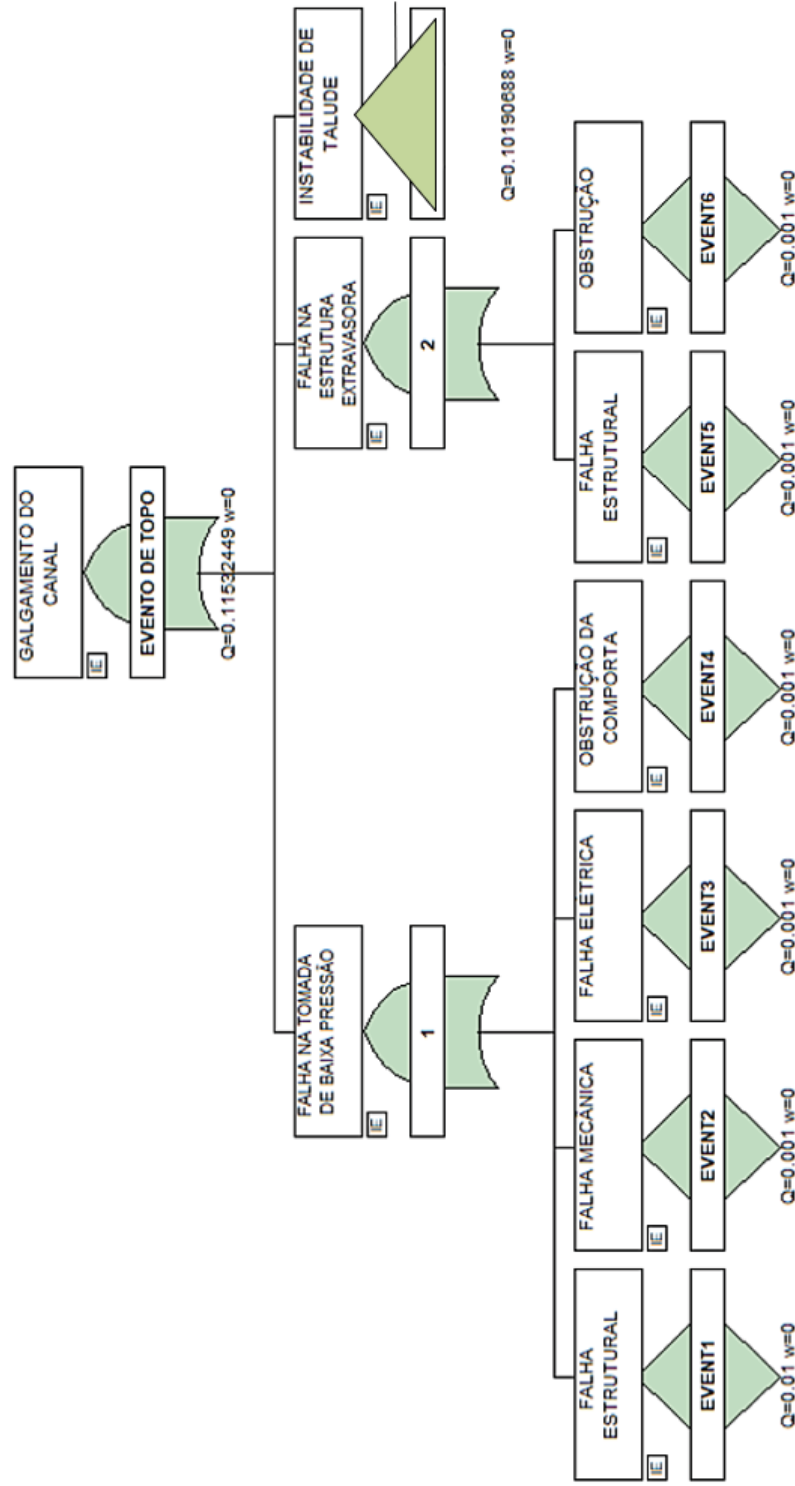 GALGAMENTO DO
CANAL
IE
EVENTO DE TOPO
Q=0.11532449 w=0
FALHA NA TOMADA
DE BAIXA PRESSÃO
IE
1
FALHA NA
ESTRUTURA
EXTRAVASORA
IE
2
INSTABILIDADE DE
TALUDE
IE
Q=0.10190688 w=0
FALHA
ESTRUTURAL
IE
EVENT1
Q=0.01 w=0
FALHA MECÂNICA
IE
EVENT2
Q=0.001 w=0
FALHA ELÉTRICA
IE
EVENT3
Q=0.001 w=0
OBSTRUÇÃO DA
COMPORTA
IE
EVENT4
Q=0.001 w=0
FALHA
ESTRUTURAL
IE
EVENT5
Q=0.001 w=0
OBSTRUÇÃO
IE
EVENT6
Q=0.001 w=0